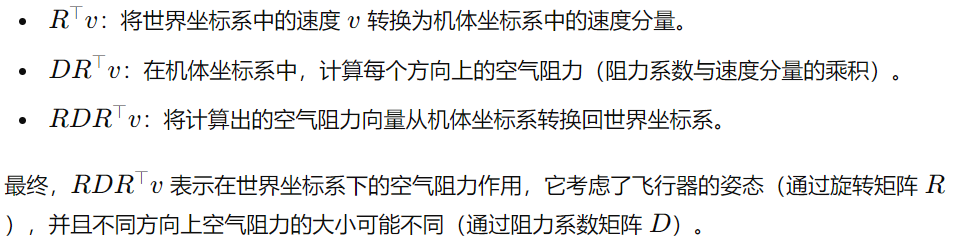 • R⊤v：将世界坐标系中的速度 v 转换为机体坐标系中的速度分量。
• DR⊤v：在机体坐标系中，计算每个方向上的空气阻力（阻力系数与速度分量的乘积）。
• RDR⊤v：将计算出的空气阻力向量从机体坐标系转换回世界坐标系。
最终，RDR⊤v 表示在世界坐标系下的空气阻力作用，它考虑了飞行器的姿态（通过旋转矩阵 R
），并且不同方向上空气阻力的大小可能不同（通过阻力系数矩阵 D）。